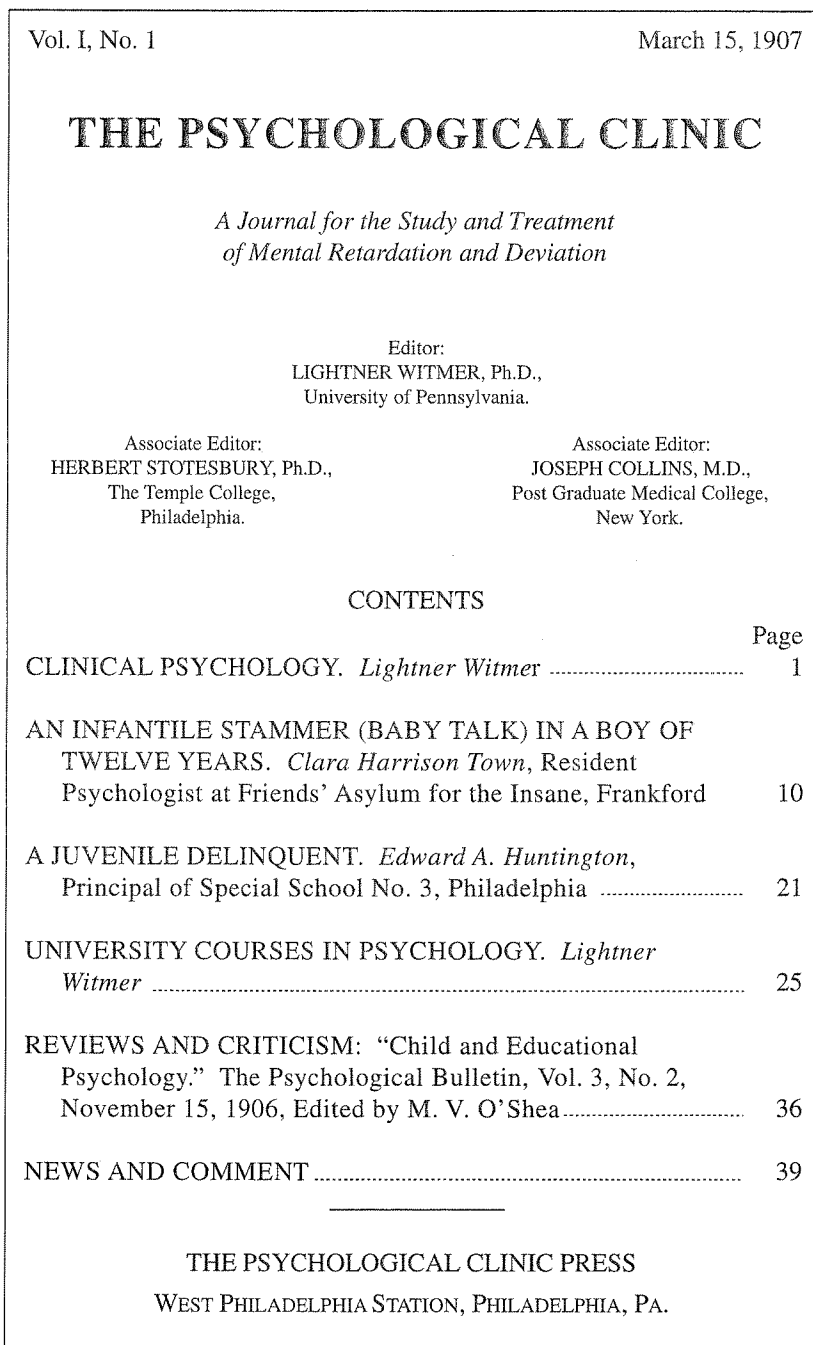 Vol. I, No. 1 March 15, 1907
THE PSYCHOLOGICAL CLINIC
A Journal for the Study and Treatment
of Mental Retardation and Deviation
Editor:
LIGHTNER WITMER, Ph.D.,
University of Pennsylvania.
Associate Editor:
HERBERT STOTESBURY, Ph.D.,
The Temple College,
Philadelphia.
Associate Editor:
JOSEPH COLLINS, M.D.,
Post Graduate Medical College,
New York.
CONTENTS
Page
CLINICAL PSYCHOLOGY. Lightner Witmer ................................ 1
AN INFANTILE STAMMER (BABY TALK) IN A BOY OF
TWELVE YEARS. Clara Harrison Town, Resident
Psychologist at Friends' Asylum for the Insane, Frankford 10
A JUVENILE DELINQUENT. Edward A. Huntington,
Principal of Special School No. 3, Philadelphia ........................ 21
UNIVERSITY COURSES IN PSYCHOLOGY. Lightner
Witmer ................................................................ 25
REVIEWS AND CRITICISM: "Child and Educational
Psychology." The Psychological Bulletin, Vol. 3, No. 2,
November 15, 1906, Edited by M. V. O'Shea .............................. 36
NEWS AND COMMENT ................................................................ 39
THE PSYCHOLOGICAL CLINIC PRESS
WEST PHILADELPHIA STATION, PHILADELPHIA, PA.